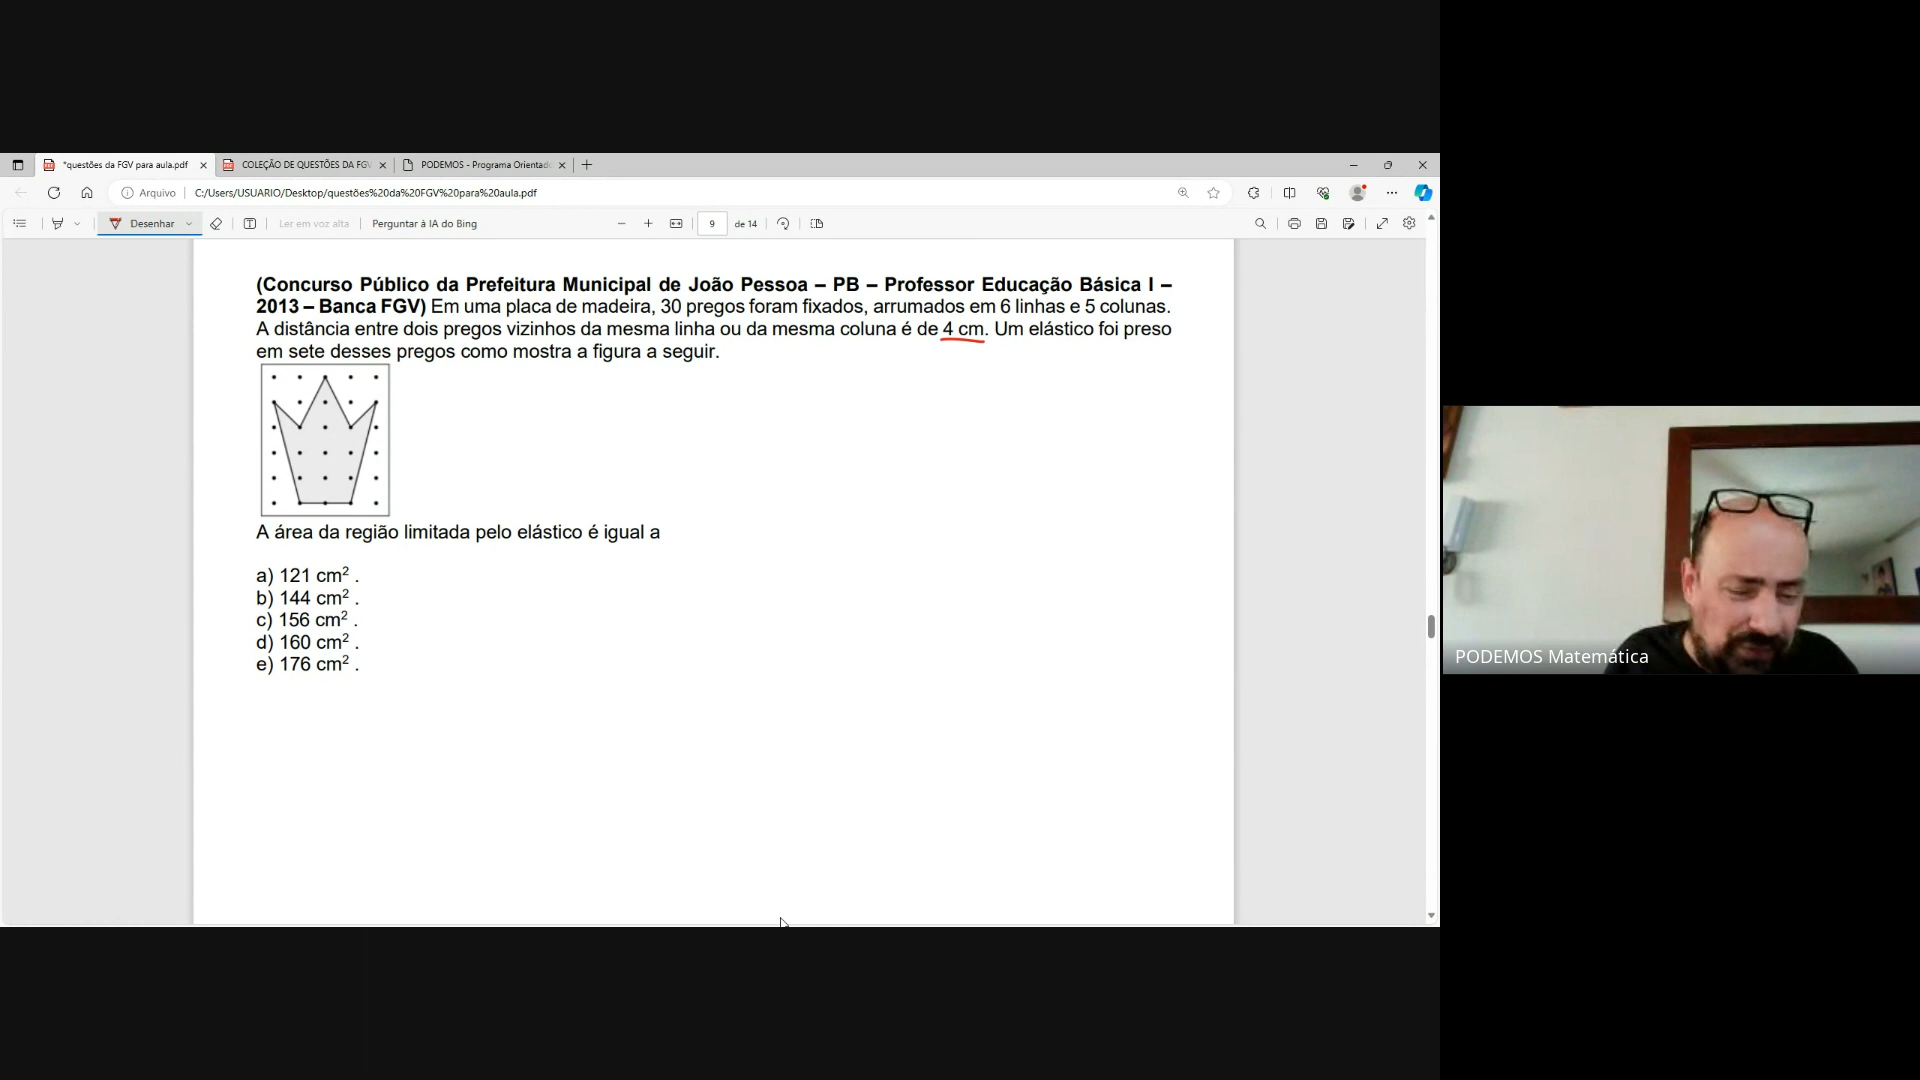 *questões da FGV para aula.pdf
COLEÇÃO DE QUESTÕES DA FGV
PODEMOS - Programa Orientad
Arquivo
C:/Users/USUARIO/Desktop/questões%20da%20FGV%20para%20aula.pdf
Desenhar
Ler em voz alta
Perguntar à IA do Bing
9
de 14
(Concurso Público da Prefeitura Municipal de João Pessoa – PB – Professor Educação Básica I –
2013 – Banca FGV) Em uma placa de madeira, 30 pregos foram fixados, arrumados em 6 linhas e 5 colunas.
A distância entre dois pregos vizinhos da mesma linha ou da mesma coluna é de 4 cm. Um elástico foi preso
em sete desses pregos como mostra a figura a seguir.
A área da região limitada pelo elástico é igual a
a) 121 cm² .
b) 144 cm² .
c) 156 cm² .
d) 160 cm² .
e) 176 cm² .
PODEMOS Matemática